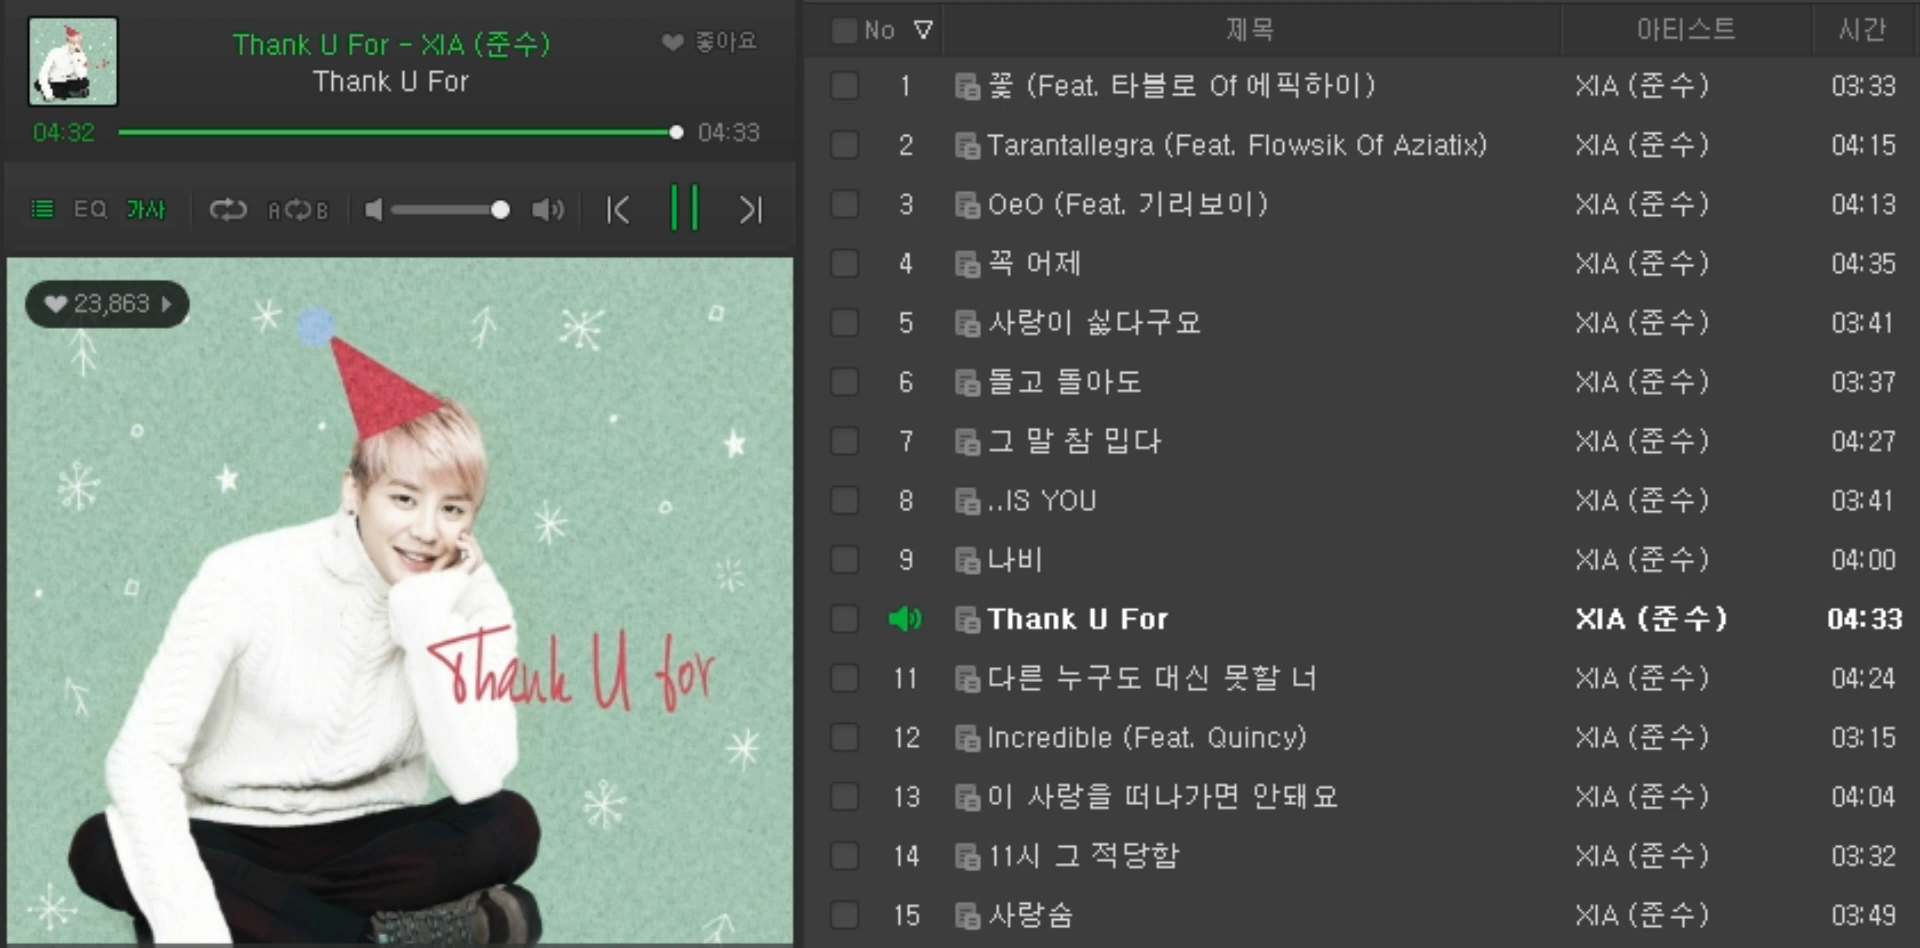 Thank U For - XIA (준수)
좋아요
Thank U For
04:32
04:33
EQ 가사
A B
23,863
Thank U for
No 제목 아티스트 시간
1 꽃 (Feat. 타블로 Of 에픽하이) XIA (준수) 03:33
2 Tarantallegra (Feat. Flowsik Of Aziatix) XIA (준수) 04:15
3 OeO (Feat. 기리보이) XIA (준수) 04:13
4 꼭 어제 XIA (준수) 04:35
5 사랑이 싫다구요 XIA (준수) 03:41
6 돌고 돌아도 XIA (준수) 03:37
7 그 말 참 밉다 XIA (준수) 04:27
8 ..IS YOU XIA (준수) 03:41
9 나비 XIA (준수) 04:00
Thank U For XIA (준수) 04:33
11 다른 누구도 대신 못할 너 XIA (준수) 04:24
12 Incredible (Feat. Quincy) XIA (준수) 03:15
13 이 사랑을 떠나가면 안돼요 XIA (준수) 04:04
14 11시 그 적당함 XIA (준수) 03:32
15 사랑숨 XIA (준수) 03:49